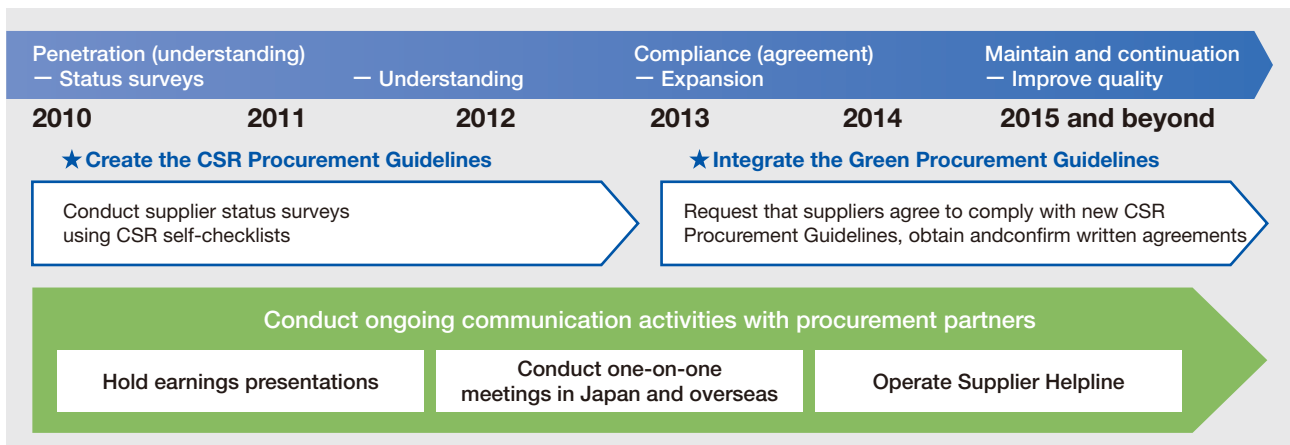 Penetration (understanding)
— Status surveys
— Understanding
Compliance (agreement)
— Expansion
Maintain and continuation
— Improve quality
2010
2011
2012
2013
2014
2015 and beyond
★Create the CSR Procurement Guidelines
★Integrate the Green Procurement Guidelines
Conduct supplier status surveys
using CSR self-checklists
Request that suppliers agree to comply with new CSR
Procurement Guidelines, obtain andconfirm written agreements
Conduct ongoing communication activities with procurement partners
Hold earnings presentations
Conduct one-on-one
meetings in Japan and overseas
Operate Supplier Helpline